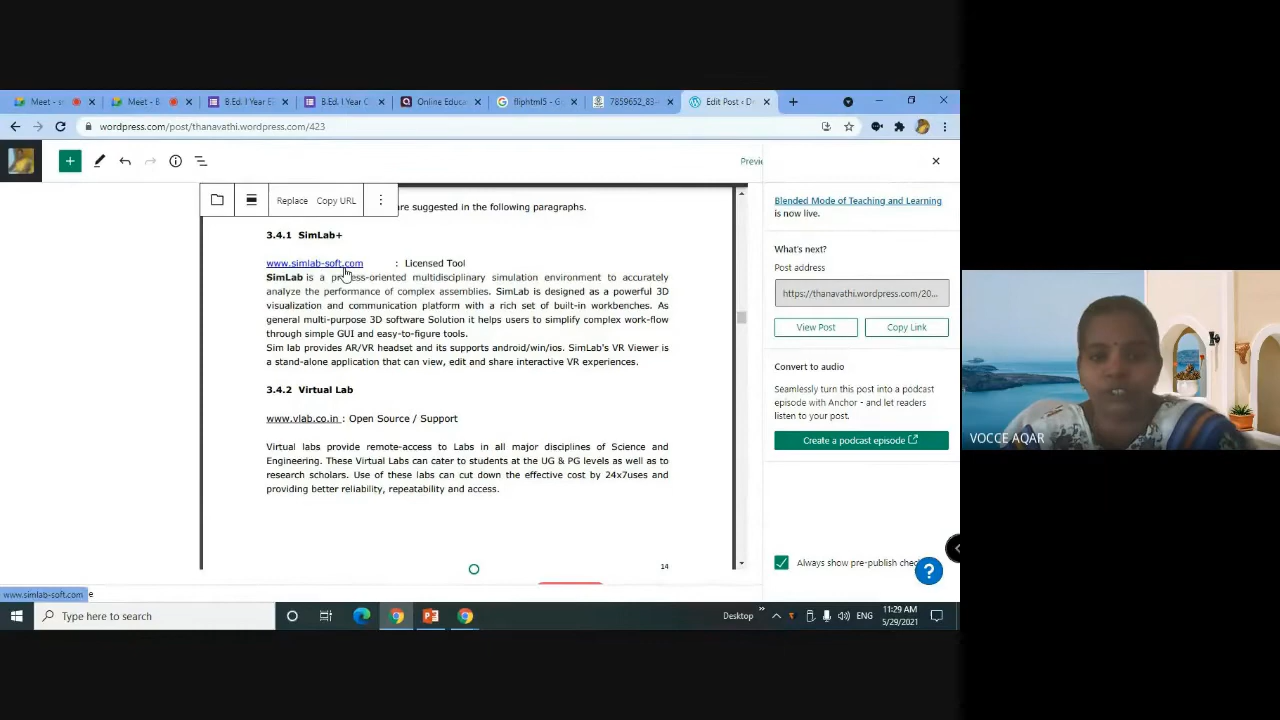 Meet - s
Meet - B
B.Ed. I Year E
B.Ed. I Year C
Online Educa
fliphtml5 - G
7859652_83-
Edit Post ‹ D
wordpress.com/post/thanavathi.wordpress.com/423
Previe
Replace
Copy URL
are suggested in the following paragraphs.
3.4.1 SimLab+
www.simlab-soft.com : Licensed Tool
SimLab is a process-oriented multidisciplinary simulation environment to accurately
analyze the performance of complex assemblies. SimLab is designed as a powerful 3D
visualization and communication platform with a rich set of built-in workbenches. As
general multi-purpose 3D software Solution it helps users to simplify complex work-flow
through simple GUI and easy-to-figure tools.
Sim lab provides AR/VR headset and its supports android/win/ios. SimLab's VR Viewer is
a stand-alone application that can view, edit and share interactive VR experiences.
3.4.2 Virtual Lab
www.vlab.co.in : Open Source / Support
Virtual labs provide remote-access to Labs in all major disciplines of Science and
Engineering. These Virtual Labs can cater to students at the UG & PG levels as well as to
research scholars. Use of these labs can cut down the effective cost by 24x7uses and
providing better reliability, repeatability and access.
14
Blended Mode of Teaching and Learning
is now live.
What's next?
Post address
https://thanavathi.wordpress.com/20...
View Post
Copy Link
Convert to audio
Seamlessly turn this post into a podcast
episode with Anchor - and let readers
listen to your post.
Create a podcast episode
Always show pre-publish chec
?
VOCCE AQAR
www.simlab-soft.com
e
Type here to search
Desktop
ENG
11:29 AM
5/29/2021